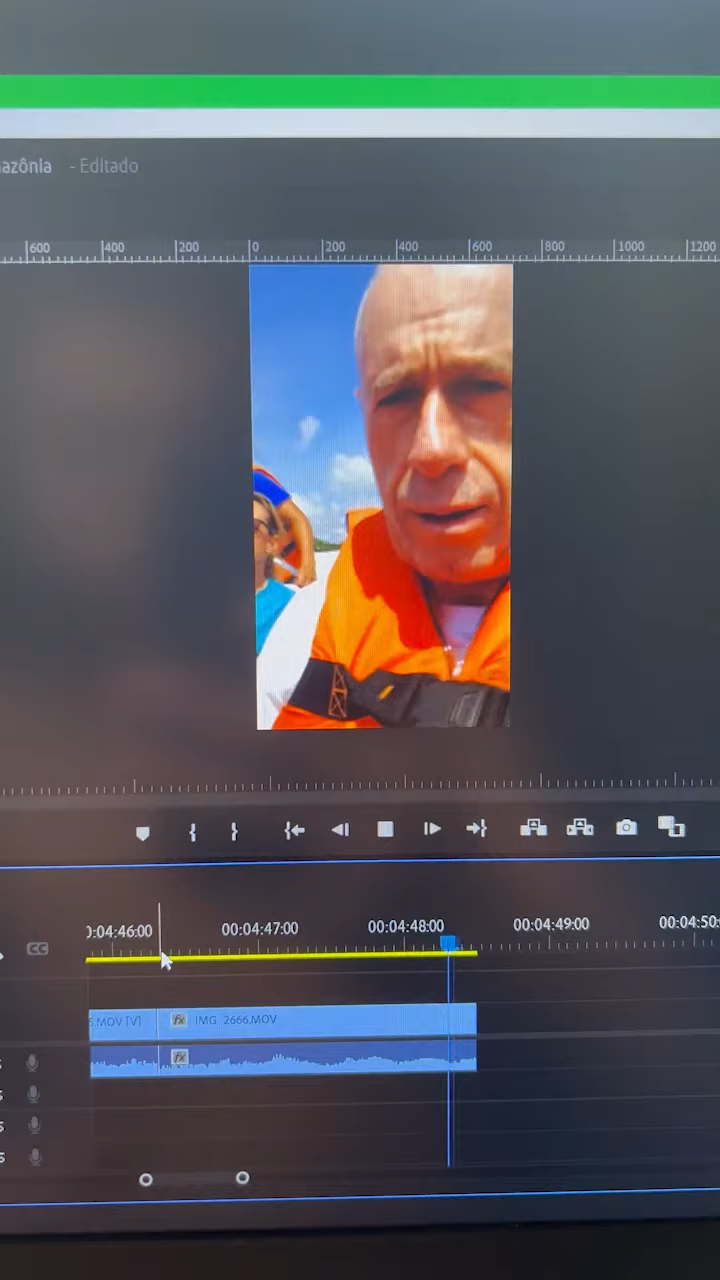 azônia - Editado
600 400 200 0 200 400 600 800 1000 1200
:04:46:00 00:04:47:00 00:04:48:00 00:04:49:00 00:04:50:
CC
.MOV [V] fx IMG_2666.MOV
fx